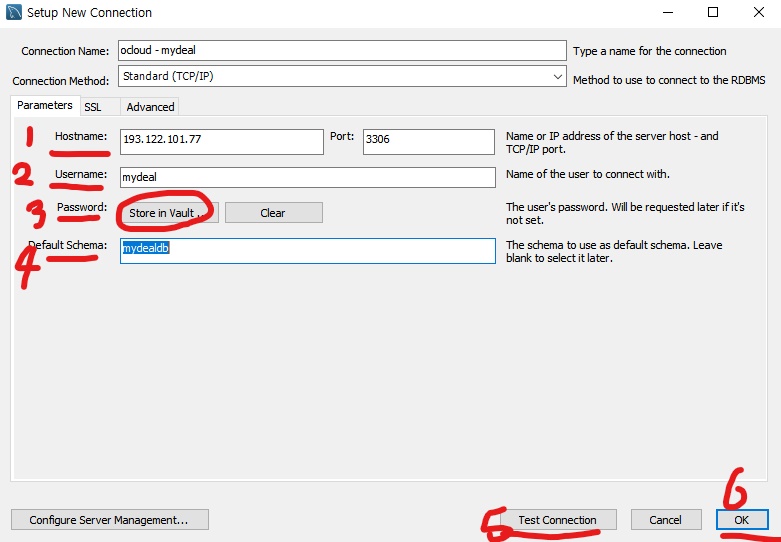 Setup New Connection
Connection Name: ocloud - mydeal Type a name for the connection
Connection Method: Standard (TCP/IP) Method to use to connect to the RDBMS
Parameters SSL Advanced
1 Hostname: 193.122.101.77 Port: 3306 Name or IP address of the server host - and
TCP/IP port.
2 Username: mydeal Name of the user to connect with.
3 Password: Store in Vault ... Clear The user's password. Will be requested later if it's
not set.
4 Default Schema: mydealdb The schema to use as default schema. Leave
blank to select it later.
6
Configure Server Management... 5 Test Connection Cancel OK